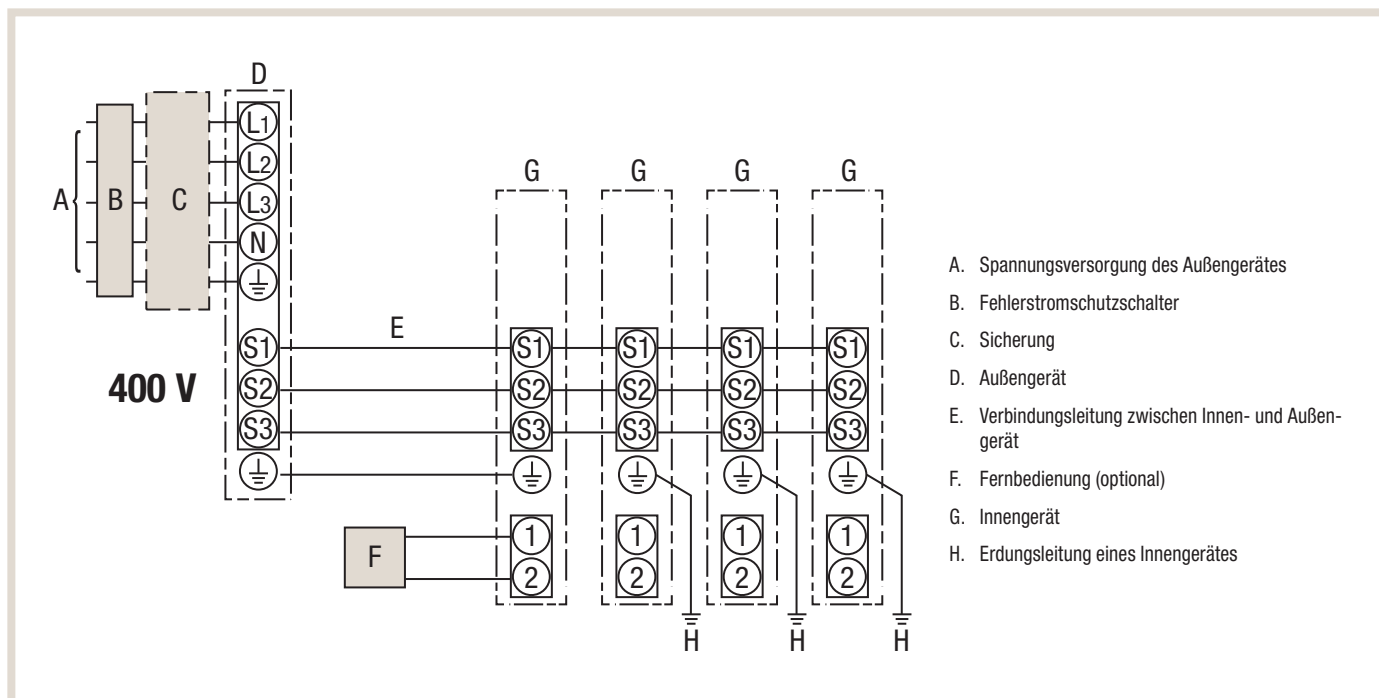 D
L1
L2
L3
N
A
B
C
400 V
S1
S2
S3
E
F
G G G G
S1 S1 S1 S1
S2 S2 S2 S2
S3 S3 S3 S3
1 1 1 1
2 2 2 2
H H H
A. Spannungsversorgung des Außengerätes
B. Fehlerstromschutzschalter
C. Sicherung
D. Außengerät
E. Verbindungsleitung zwischen Innen- und Außen-
gerät
F. Fernbedienung (optional)
G. Innengerät
H. Erdungsleitung eines Innengerätes